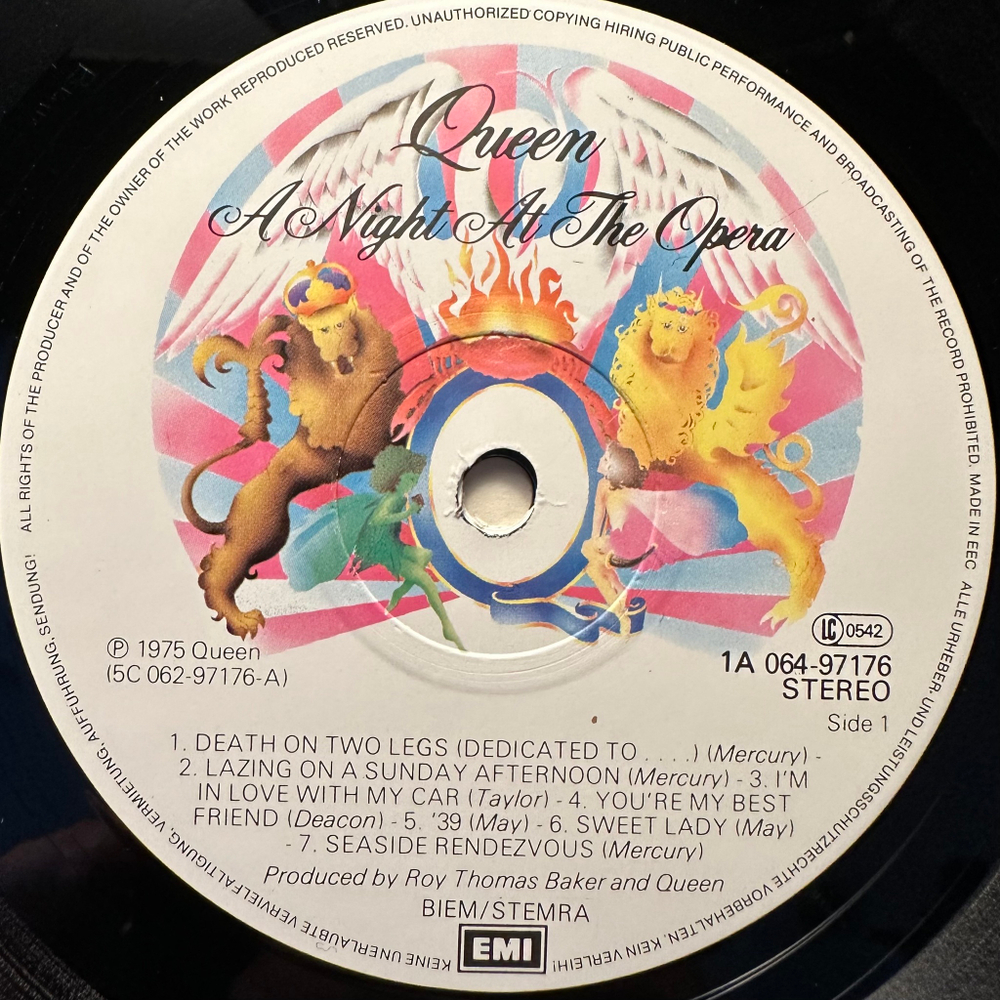 ALL RIGHTS OF THE PRODUCER AND OF THE OWNER OF THE WORK REPRODUCED RESERVED. UNAUTHORIZED COPYING HIRING PUBLIC PERFORMANCE AND BROADCASTING OF THE RECORD PROHIBITED. MADE IN EEC
Queen
A Night At The Opera
℗ 1975 Queen
(5C 062-97176-A)
LC 0542
1A 064-97176
STEREO
Side 1
1. DEATH ON TWO LEGS (DEDICATED TO . . . .) (Mercury) -
2. LAZING ON A SUNDAY AFTERNOON (Mercury) - 3. I'M
IN LOVE WITH MY CAR (Taylor) - 4. YOU'RE MY BEST
FRIEND (Deacon) - 5. '39 (May) - 6. SWEET LADY (May)
- 7. SEASIDE RENDEZVOUS (Mercury)
Produced by Roy Thomas Baker and Queen
BIEM/STEMRA
EMI
ALLE URHEBER- UND LEISTUNGSSCHUTZRECHTE VORBEHALTEN. KEIN VERLEIH! KEINE UNERLAUBTE VERVIELFALTIGUNG, VERMIETUNG, AUFFUHRUNG, SENDUNG!